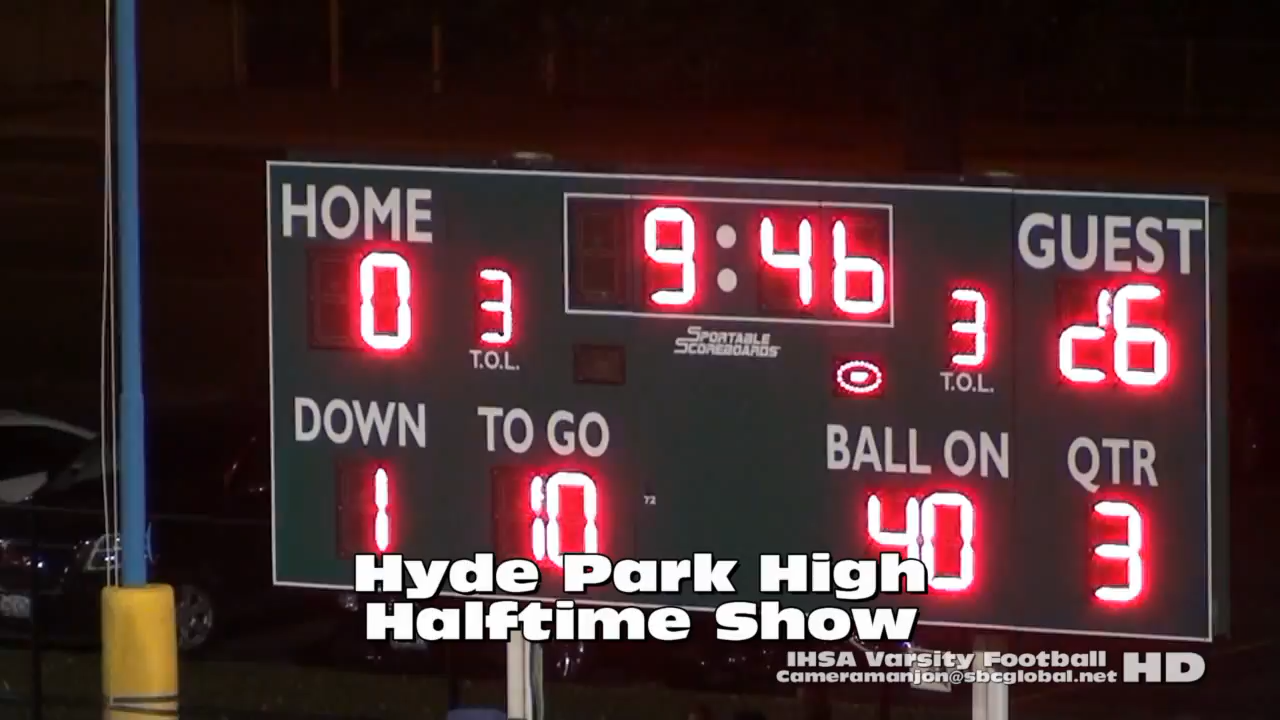 HOME
9:46
GUEST
0
3
T.O.L.
SPORTABLE
SCOREBOARDS
3
T.O.L.
26
DOWN
TO GO
BALL ON
QTR
1
10
72
40
3
Hyde Park High
Halftime Show
IHSA Varsity Football
Cameramanjon@sbcglobal.net HD